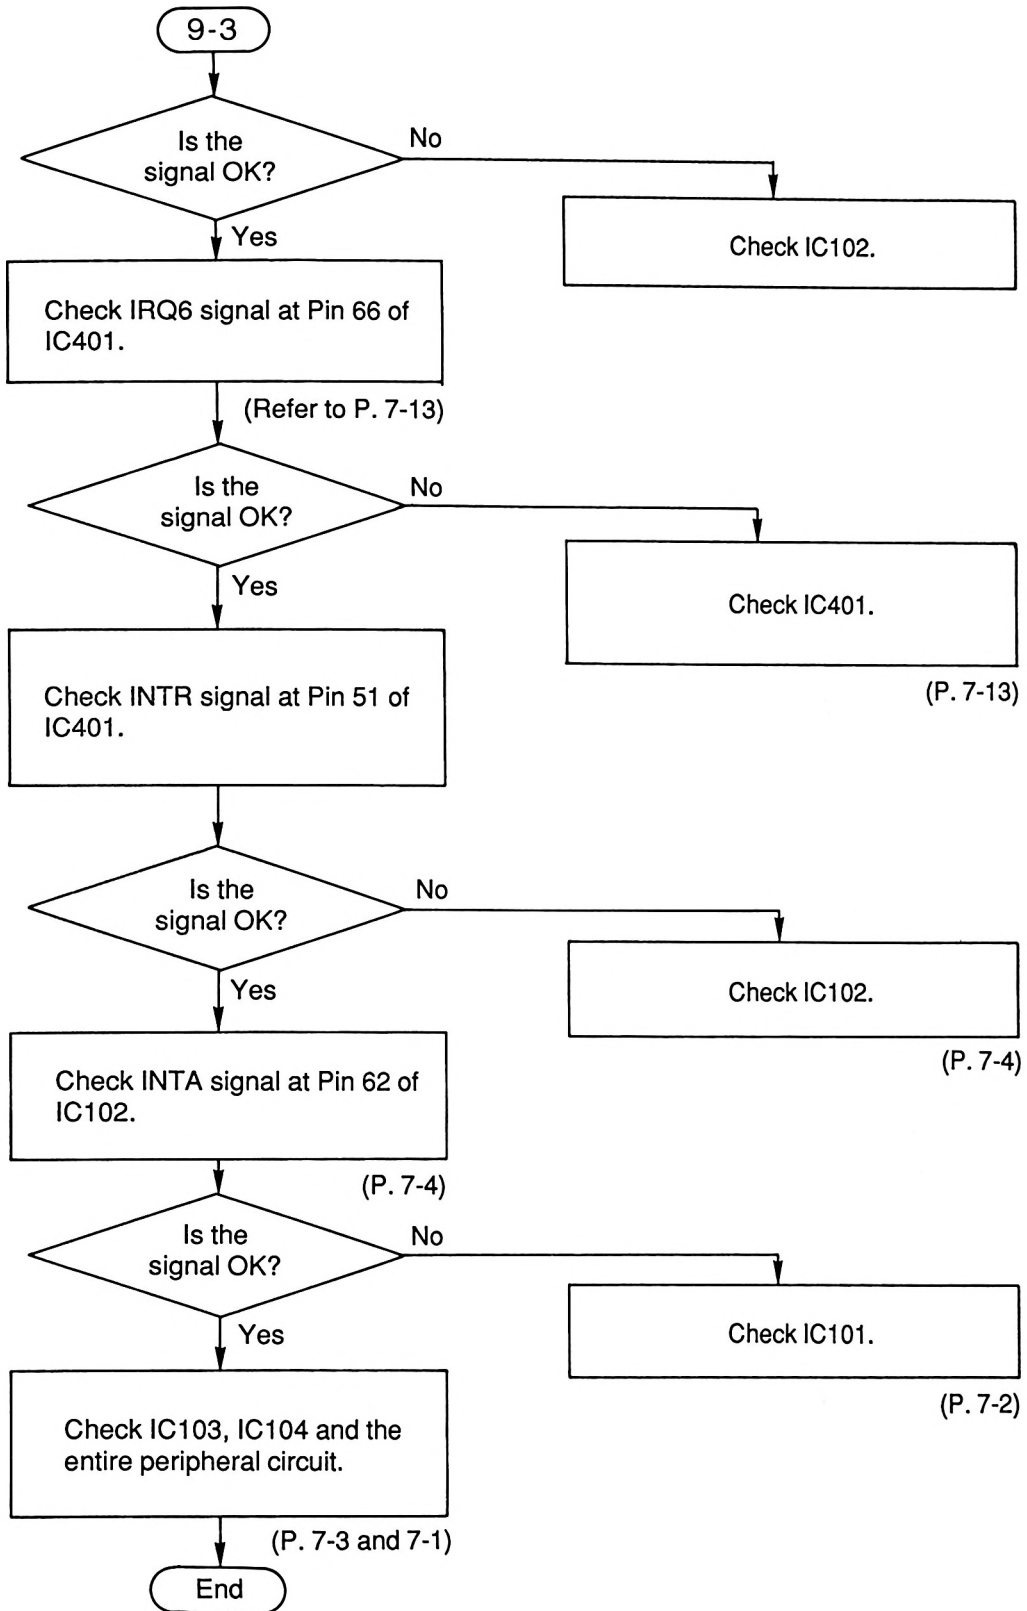 9-3
Is the
signal OK?
No
Check IC102.
Yes
Check IRQ6 signal at Pin 66 of
IC401.
(Refer to P. 7-13)
Is the
signal OK?
No
Check IC401.
(P. 7-13)
Yes
Check INTR signal at Pin 51 of
IC401.
Is the
signal OK?
No
Check IC102.
(P. 7-4)
Yes
Check INTA signal at Pin 62 of
IC102.
(P. 7-4)
Is the
signal OK?
No
Check IC101.
(P. 7-2)
Yes
Check IC103, IC104 and the
entire peripheral circuit.
(P. 7-3 and 7-1)
End